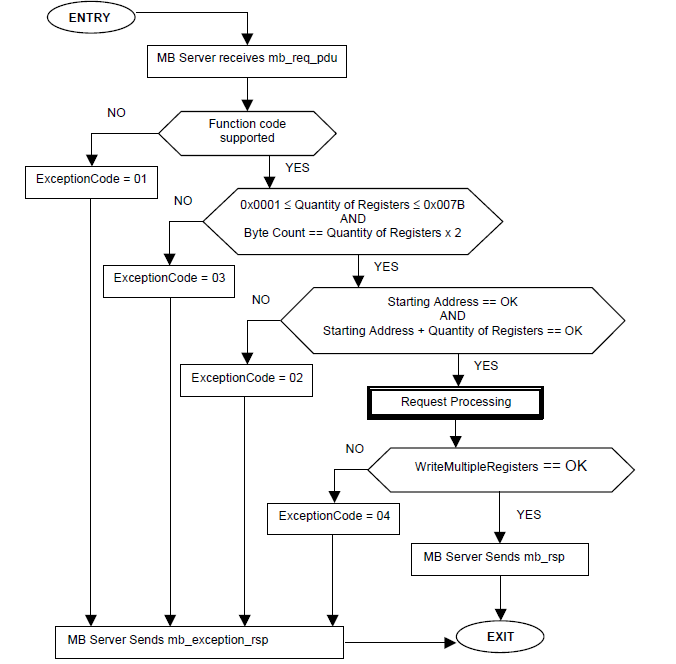 ENTRY
MB Server receives mb_req_pdu
NO
Function code
supported
YES
ExceptionCode = 01
NO
0x0001 ≤ Quantity of Registers ≤ 0x007B
AND
Byte Count == Quantity of Registers x 2
YES
ExceptionCode = 03
NO
Starting Address == OK
AND
Starting Address + Quantity of Registers == OK
YES
ExceptionCode = 02
Request Processing
NO
WriteMultipleRegisters == OK
YES
ExceptionCode = 04
MB Server Sends mb_rsp
MB Server Sends mb_exception_rsp
EXIT